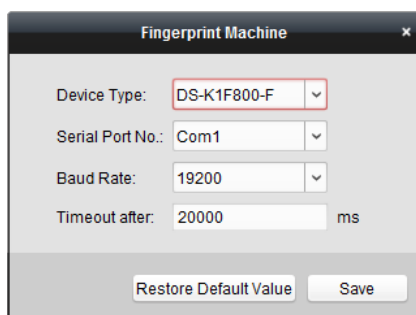 Fingerprint Machine ×
Device Type: DS-K1F800-F
Serial Port No.: Com1
Baud Rate: 19200
Timeout after: 20000 ms
Restore Default Value Save